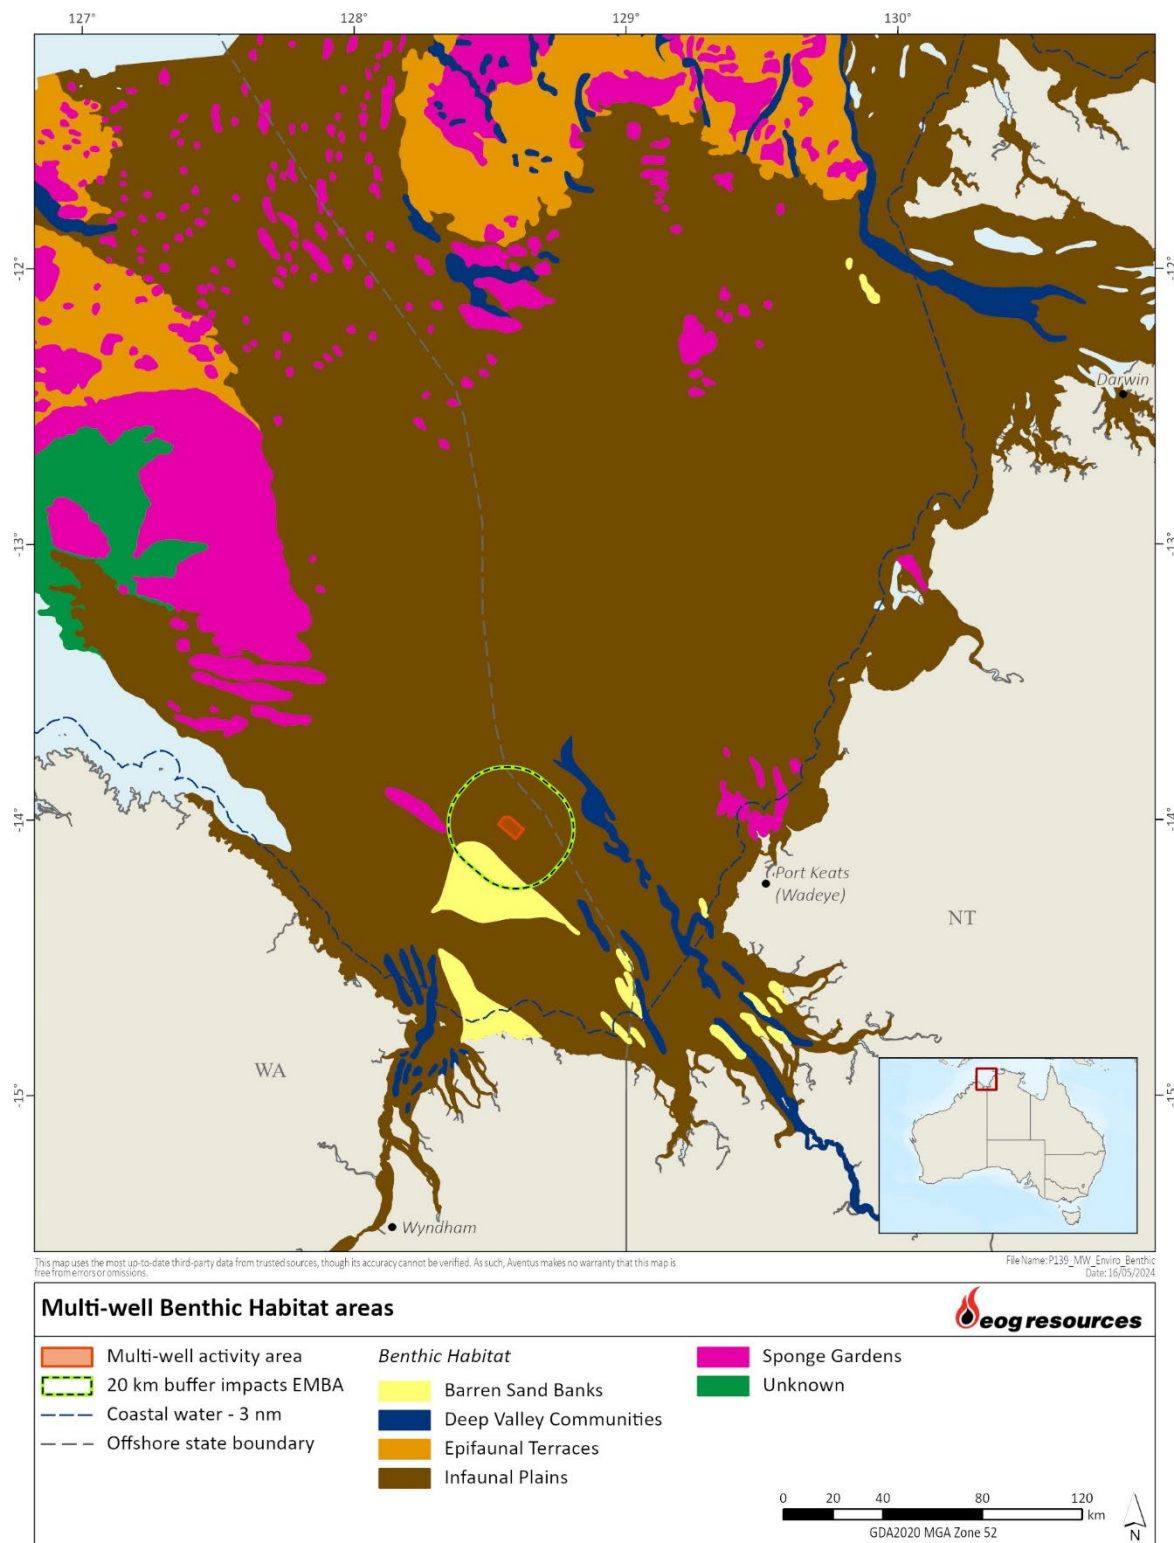 127° 128° 129° 130°
-12° -12°
Darwin
-13° -13°
-14° -14°
Port Keats
(Wadeye)
NT
WA
-15° -15°
Wyndham
This map uses the most up-to-date third-party data from trusted sources, though its accuracy cannot be verified. As such, Aventus makes no warranty that this map is
free from errors or omissions.
File Name: P139_MW_Enviro_Benthic
Date: 16/05/2024
Multi-well Benthic Habitat areas
eog resources
Multi-well activity area
20 km buffer impacts EMBA
Coastal water - 3 nm
Offshore state boundary
Benthic Habitat
Barren Sand Banks
Deep Valley Communities
Epifaunal Terraces
Infaunal Plains
Sponge Gardens
Unknown
0 20 40 80 120
km
GDA2020 MGA Zone 52
N